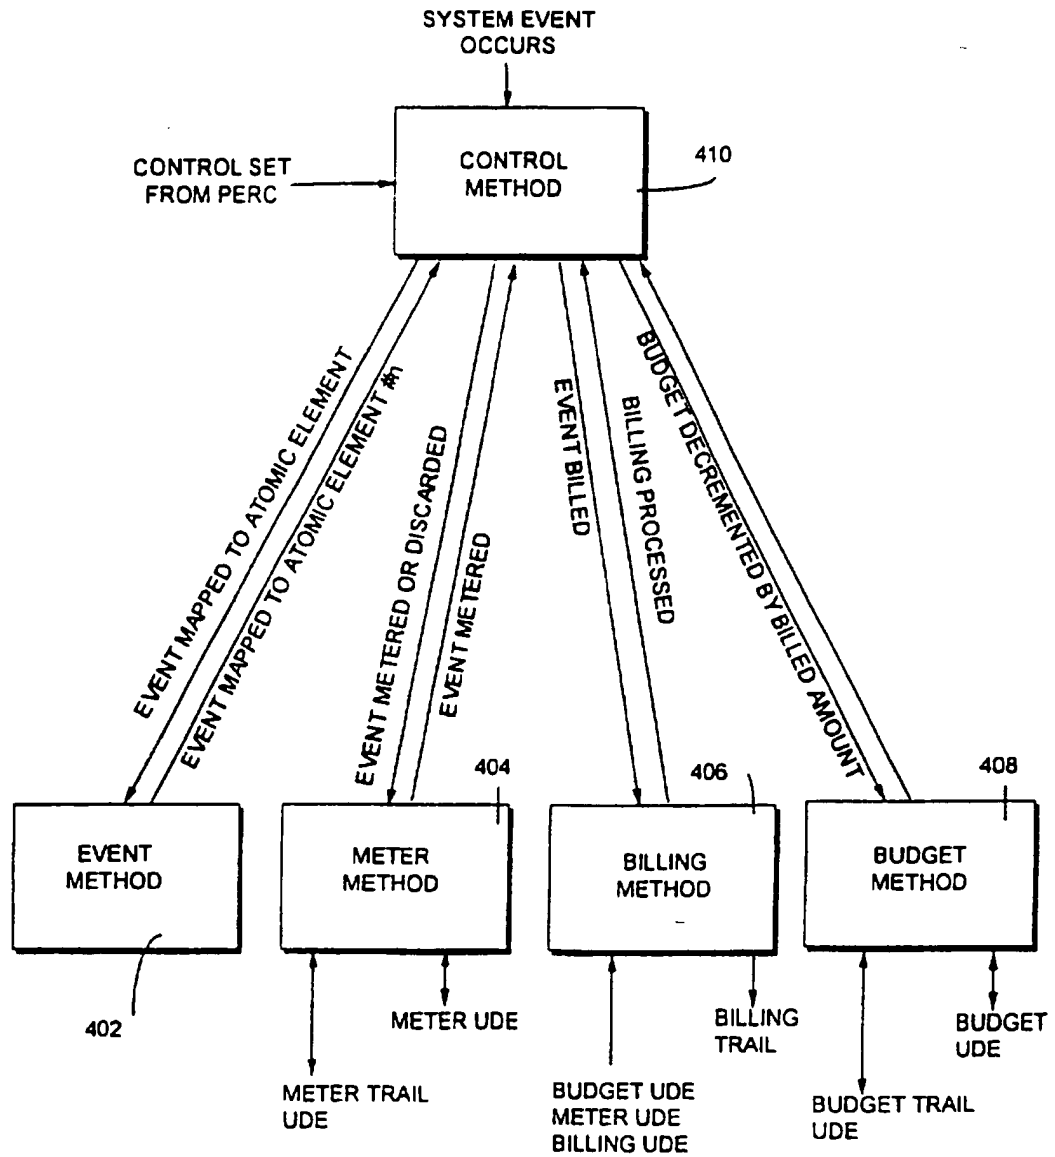 SYSTEM EVENT
OCCURS
CONTROL
METHOD
410
CONTROL SET
FROM PERC
EVENT MAPPED TO ATOMIC ELEMENT
EVENT MAPPED TO ATOMIC ELEMENT #n
EVENT METERED OR DISCARDED
EVENT METERED
EVENT BILLED
BILLING PROCESSED
BUDGET DECREMENTED BY BILLED AMOUNT
404
406
408
EVENT
METHOD
METER
METHOD
BILLING
METHOD
BUDGET
METHOD
402
METER UDE
METER TRAIL
UDE
BILLING
TRAIL
BUDGET UDE
METER UDE
BILLING UDE
BUDGET
UDE
BUDGET TRAIL
UDE